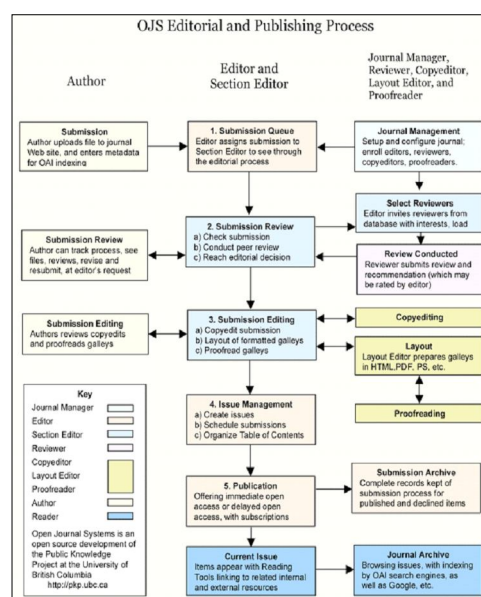 OJS Editorial and Publishing Process
Author
Editor and
Section Editor
Journal Manager,
Reviewer, Copyeditor,
Layout Editor, and
Proofreader
Submission
Author uploads file to journal
Web site, and enters metadata
for OAI indexing
1. Submission Queue
Editor assigns submission to
Section Editor to see through
the editorial process
Journal Management
Setup and configure journal;
enroll editors, reviewers,
copyeditors, proofreaders.
Select Reviewers
Editor invites reviewers from
database with interests, load
2. Submission Review
a) Check submission
b) Conduct peer review
c) Reach editorial decision
Submission Review
Author can track process, see
files, reviews, revise and
resubmit, at editor's request
Review Conducted
Reviewer submits review and
recommendation (which may
be rated by editor)
3. Submission Editing
a) Copyedit submission
b) Layout of formatted galleys
c) Proofread galleys
Submission Editing
Authors reviews copyedits
and proofreads galleys
Copyediting
Layout
Layout Editor prepares galleys
in HTML,PDF, PS, etc.
Proofreading
Key
Journal Manager
Editor
Section Editor
Reviewer
Copyeditor
Layout Editor
Proofreader
Author
Reader
Open Journal Systems is an
open source development of
the Public Knowledge
Project at the University of
British Columbia
http://pkp.ubc.ca
4. Issue Management
a) Create issues
b) Schedule submissions
c) Organize Table of Contents
5. Publication
Offering immediate open
access or delayed open
access, with subscriptions
Submission Archive
Complete records kept of
submission process for
published and declined items
Current Issue
Items appear with Reading
Tools linking to related internal
and external resources
Journal Archive
Browsing issues, with indexing
by OAI search engines, as
well as Google, etc.